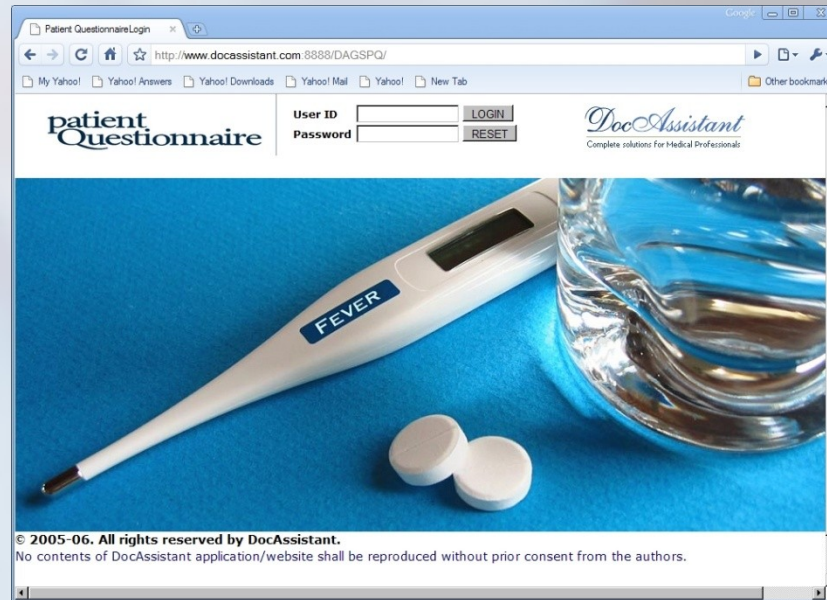 Google
Patient QuestionnaireLogin
http://www.docassistant.com:8888/DAGSPQ/
My Yahoo! Yahoo! Answers Yahoo! Downloads Yahoo! Mail Yahoo! New Tab Other bookmark
patient
Questionnaire
User ID LOGIN
Password RESET
DocAssistant
Complete solutions for Medical Professionals
FEVER
© 2005-06. All rights reserved by DocAssistant.
No contents of DocAssistant application/website shall be reproduced without prior consent from the authors.